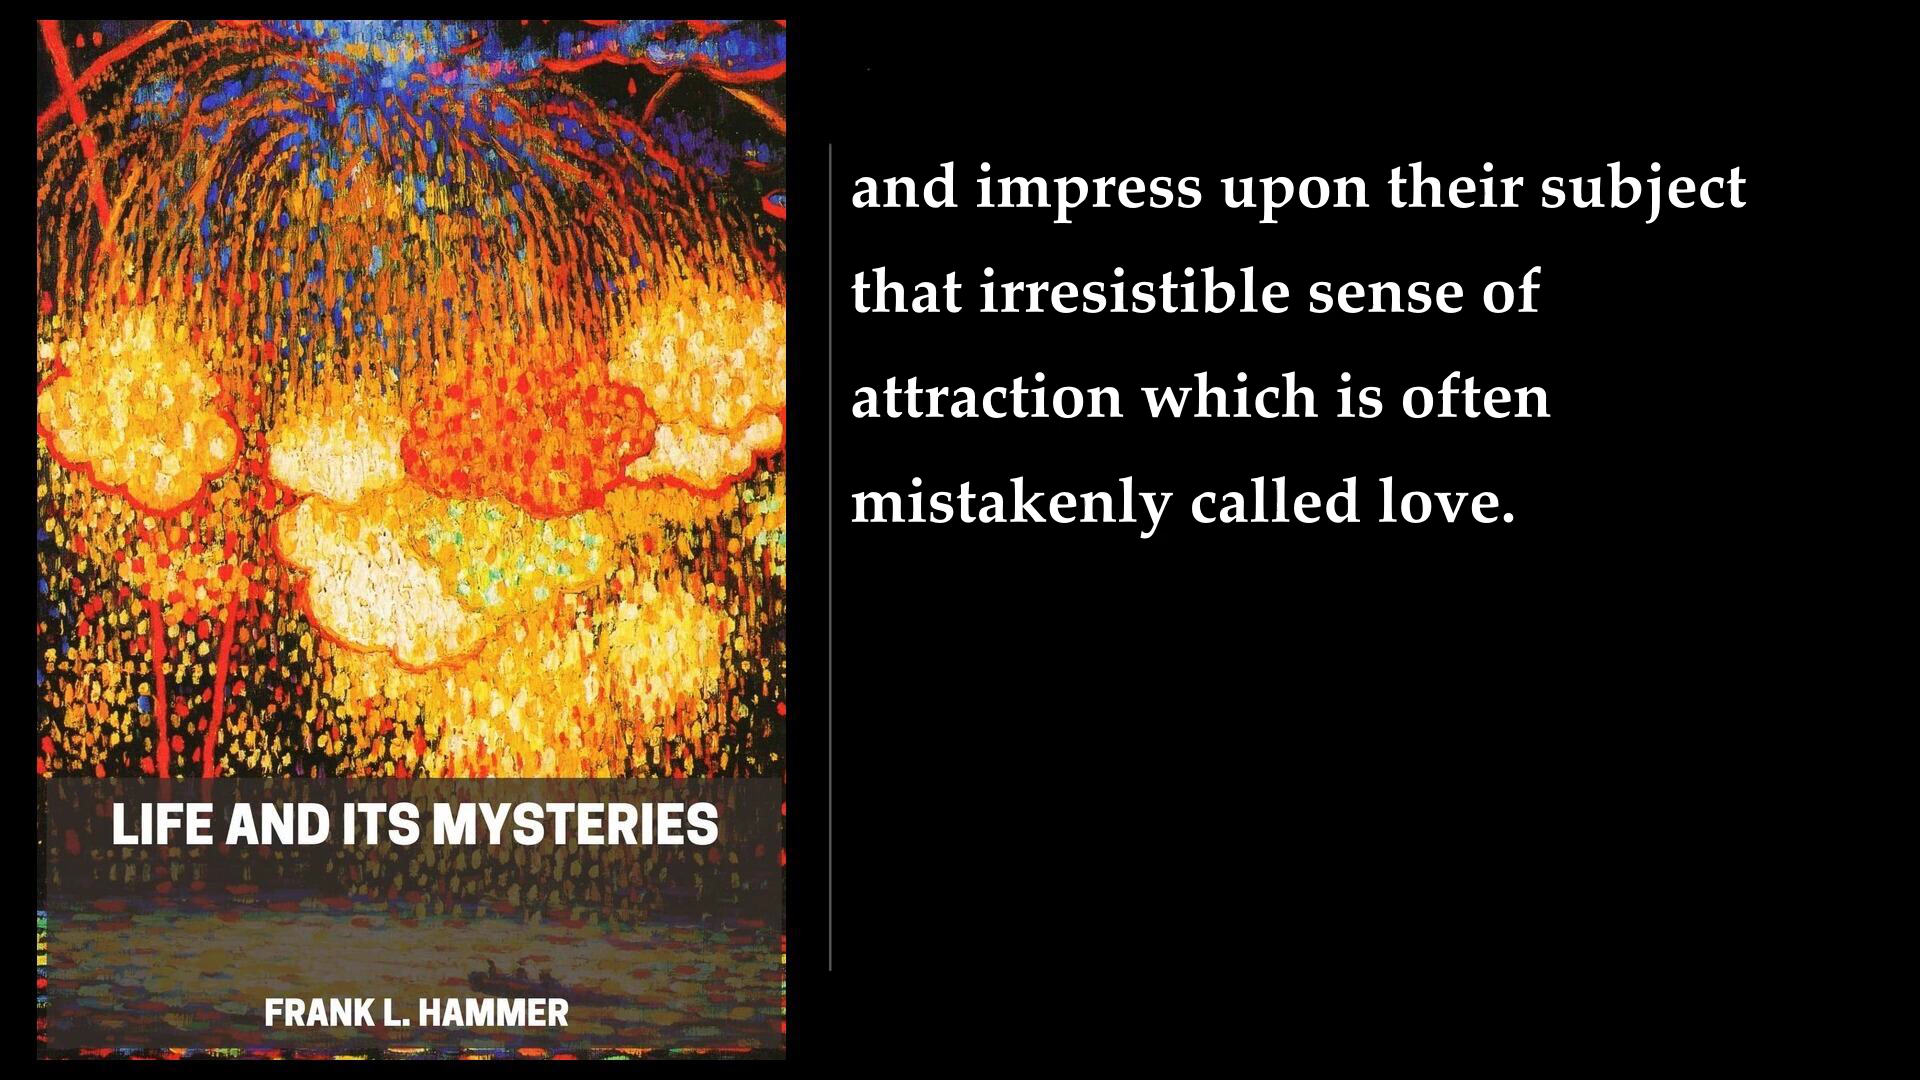 and impress upon their subject
that irresistible sense of
attraction which is often
mistakenly called love.
LIFE AND ITS MYSTERIES
FRANK L. HAMMER